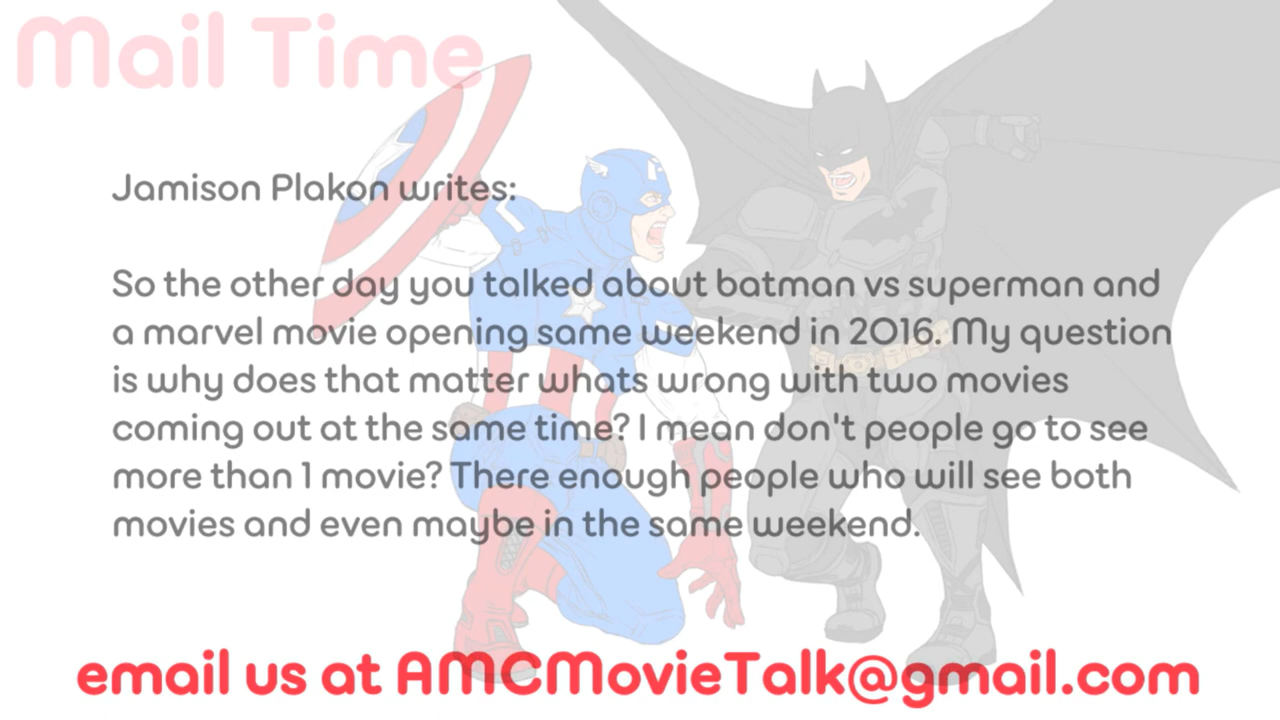 Mail Time
Jamison Plakon writes:
So the other day you talked about batman vs superman and
a marvel movie opening same weekend in 2016. My question
is why does that matter whats wrong with two movies
coming out at the same time? I mean don't people go to see
more than 1 movie? There enough people who will see both
movies and even maybe in the same weekend.
email us at AMCMovieTalk@gmail.com